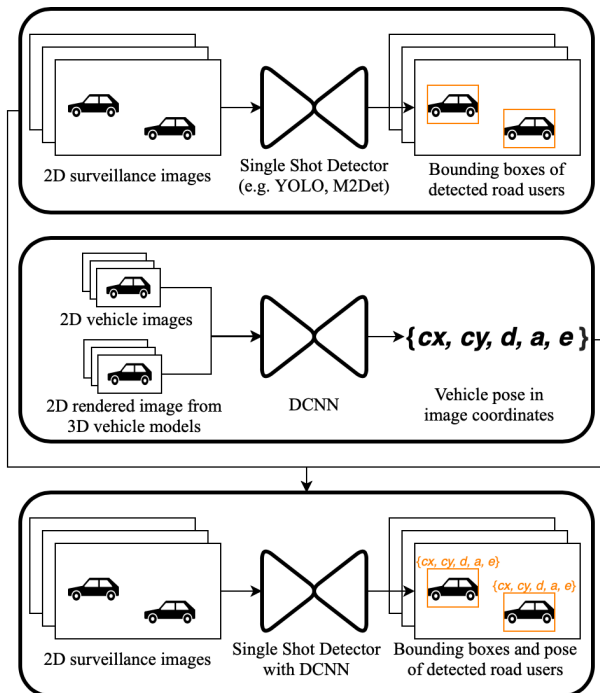 2D surveillance images
Single Shot Detector
(e.g. YOLO, M2Det)
Bounding boxes of
detected road users
2D vehicle images
2D rendered image from
3D vehicle models
DCNN
{cx, cy, d, a, e}
Vehicle pose in
image coordinates
2D surveillance images
Single Shot Detector
with DCNN
{cx, cy, d, a, e}
{cx, cy, d, a, e}
Bounding boxes and pose
of detected road users